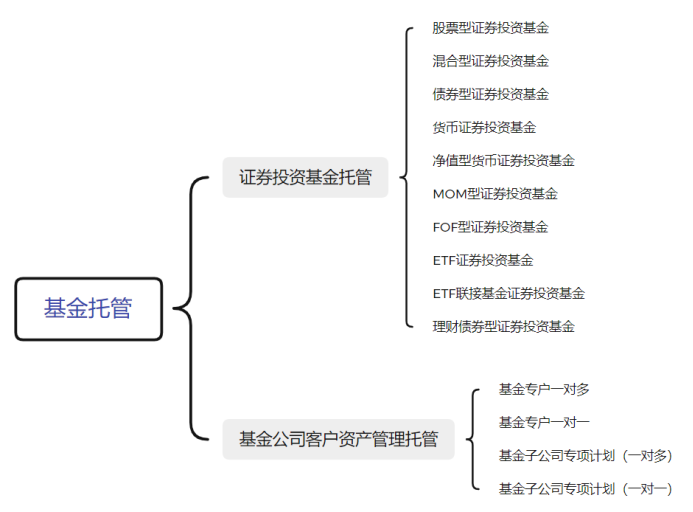 基金托管
证券投资基金托管
股票型证券投资基金
混合型证券投资基金
债券型证券投资基金
货币证券投资基金
净值型货币证券投资基金
MOM型证券投资基金
FOF型证券投资基金
ETF证券投资基金
ETF联接基金证券投资基金
理财债券型证券投资基金
基金公司客户资产管理托管
基金专户一对多
基金专户一对一
基金子公司专项计划（一对多）
基金子公司专项计划（一对一）